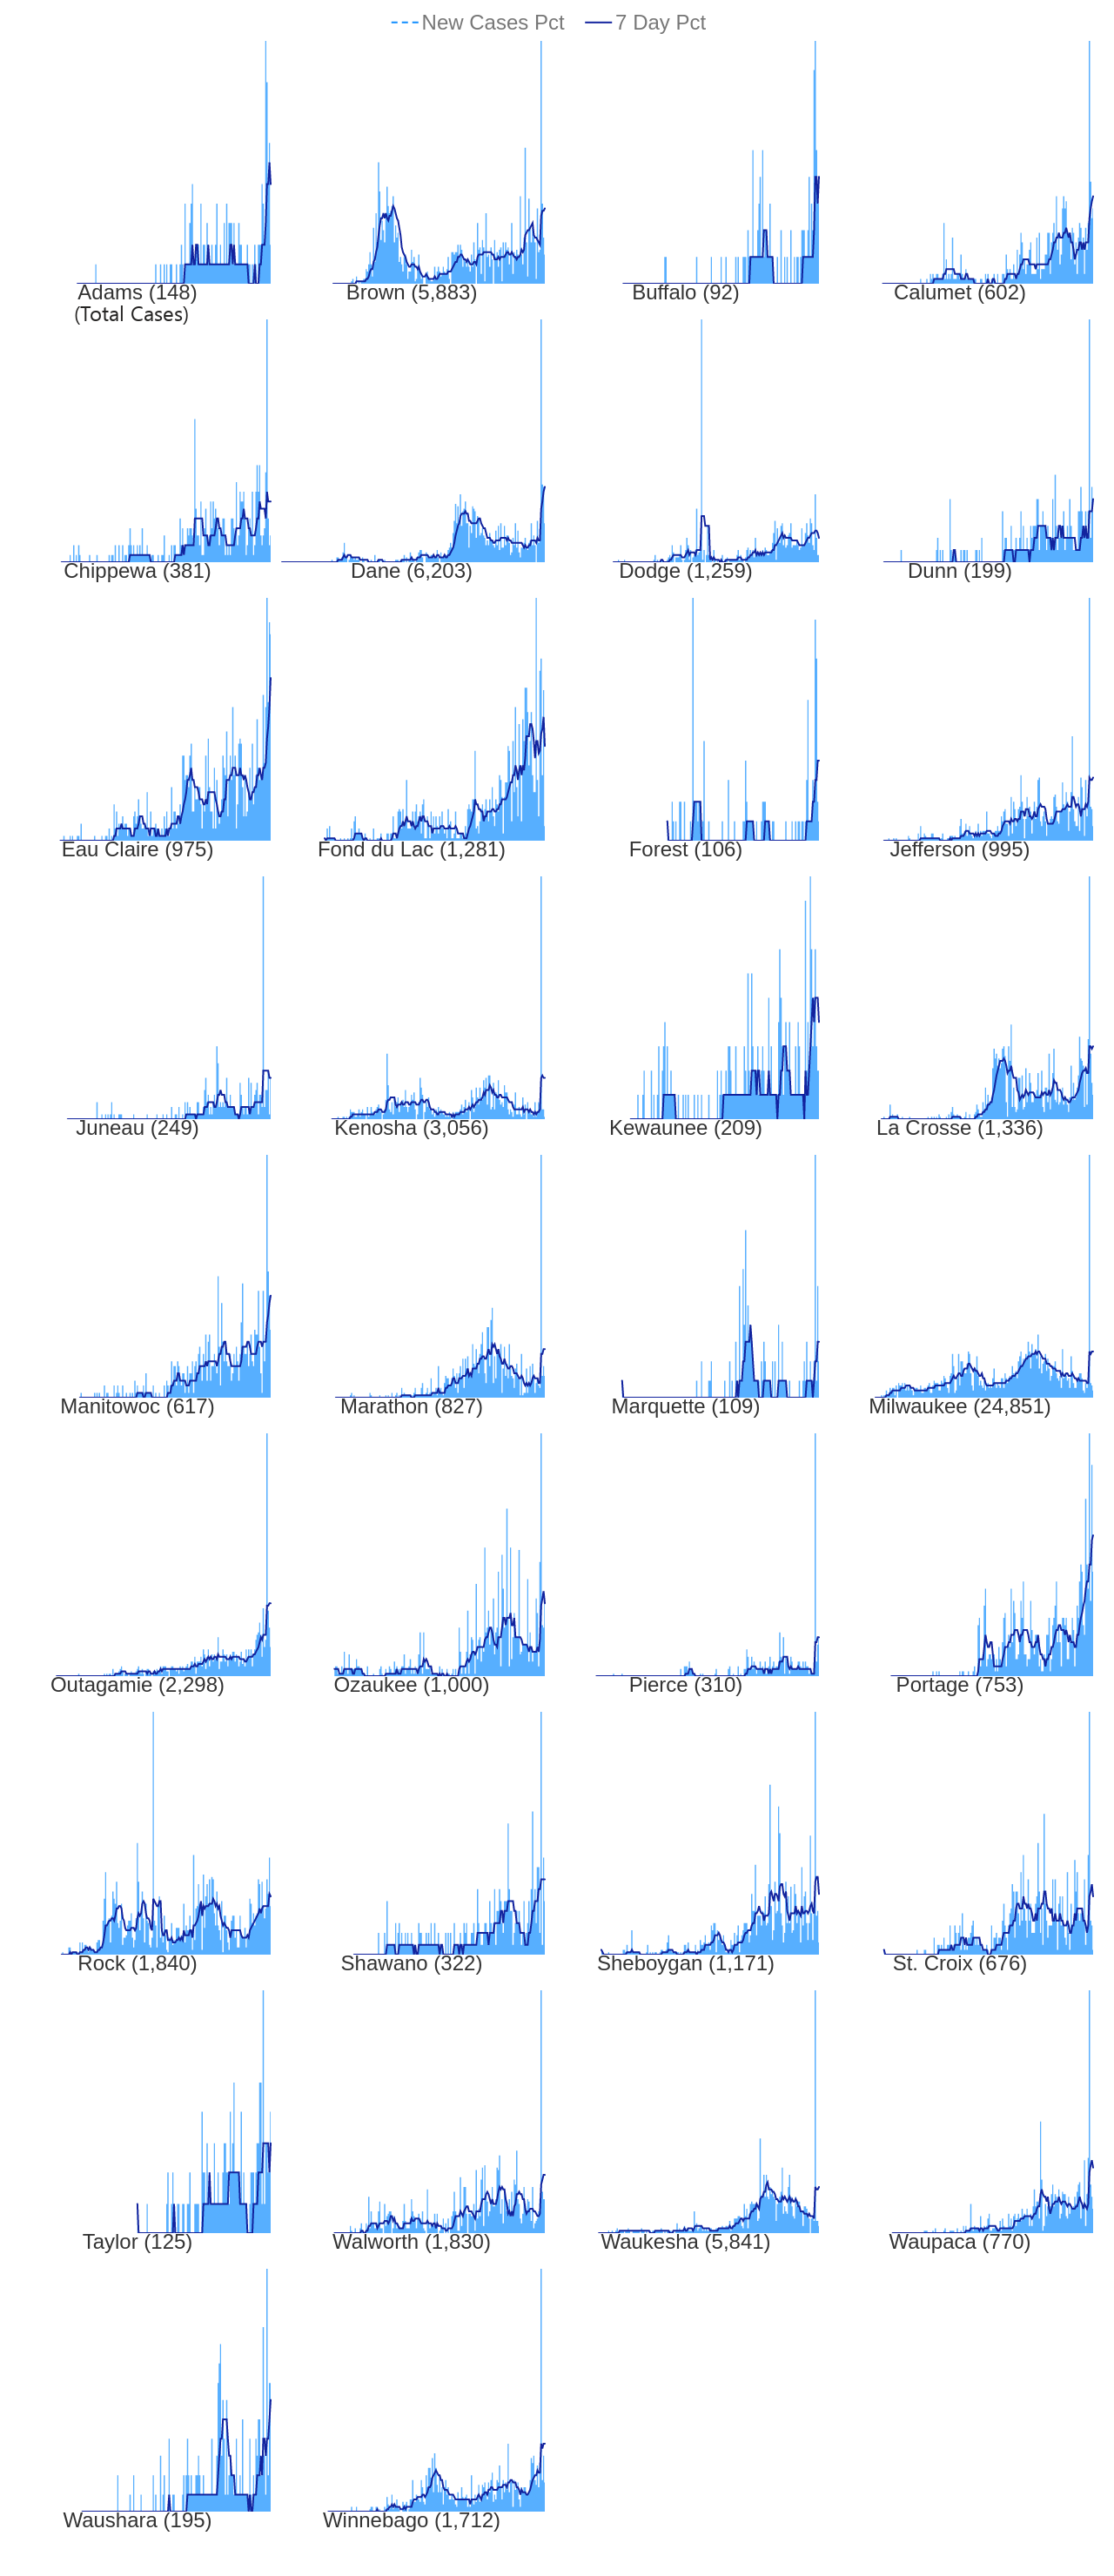 New Cases Pct 7 Day Pct
Adams (148) Brown (5,883) Buffalo (92) Calumet (602)
(Total Cases)
Chippewa (381) Dane (6,203) Dodge (1,259) Dunn (199)
Eau Claire (975) Fond du Lac (1,281) Forest (106) Jefferson (995)
Juneau (249) Kenosha (3,056) Kewaunee (209) La Crosse (1,336)
Manitowoc (617) Marathon (827) Marquette (109) Milwaukee (24,851)
Outagamie (2,298) Ozaukee (1,000) Pierce (310) Portage (753)
Rock (1,840) Shawano (322) Sheboygan (1,171) St. Croix (676)
Taylor (125) Walworth (1,830) Waukesha (5,841) Waupaca (770)
Waushara (195) Winnebago (1,712)